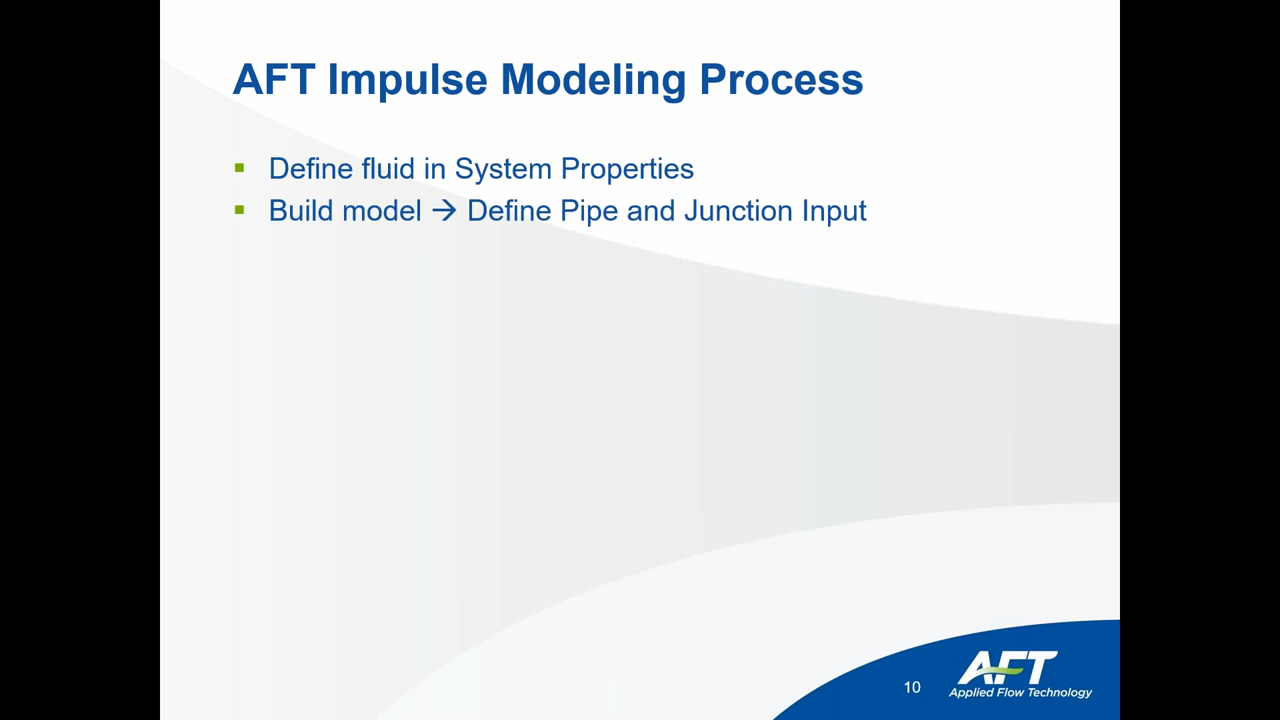 AFT Impulse Modeling Process
▪ Define fluid in System Properties
▪ Build model → Define Pipe and Junction Input
10
AFT
Applied Flow Technology